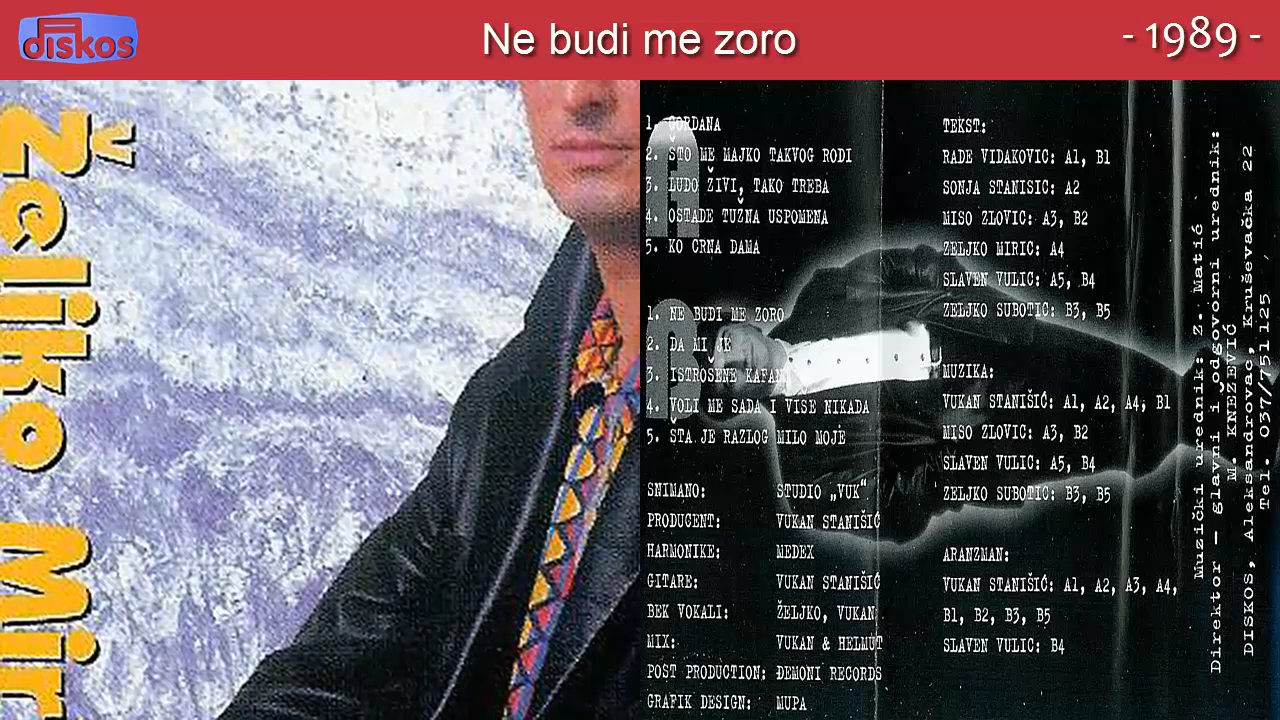 diskos
Ne budi me zoro
- 1989 -
Željko Mir
A
1. GORDANA
2. ŠTO ME MAJKO TAKVOG RODI
3. LUDO ŽIVI, TAKO TREBA
4. OSTADE TUŽNA USPOMENA
5. KO CRNA DAMA
1. NE BUDI ME ZORO
2. DA MI JE
3. ISTROŠENE KAFAN
4. VOLI ME SADA I VISE NIKADA
5. ŠTA JE RAZLOG MILO MOJE
SNIMANO: STUDIO „VUK“
PRODUCENT: VUKAN STANIŠIĆ
HARMONIKE: MEDEX
GITARE: VUKAN STANIŠIĆ
BEK VOKALI: ŽELJKO, VUKAN
MIX: VUKAN & HELMUT
POST PRODUCTION: ĐEMONI RECORDS
GRAFIK DESIGN: MUPA
TEKST:
RADE VIDAKOVIC: A1, B1
SONJA STANISIC: A2
MISO ZLOVIC: A3, B2
ZELJKO MIRIC: A4
SLAVEN VULIC: A5, B4
ZELJKO SUBOTIC: B3, B5
MUZIKA:
VUKAN STANIŠIĆ: A1, A2, A4, B1
MISO ZLOVIC: A3, B2
SLAVEN VULIC: A5, B4
ZELJKO SUBOTIC: B3, B5
ARANZMAN:
VUKAN STANIŠIĆ: A1, A2, A3, A4,
B1, B2, B3, B5
SLAVEN VULIC: B4
Muzički urednik: Z. Matić
Direktor – glavni i odgovorni urednik:
M. KNEŽEVIĆ
DISKOS, Aleksandrovac, Kruševačka 22
Tel. 037/751125